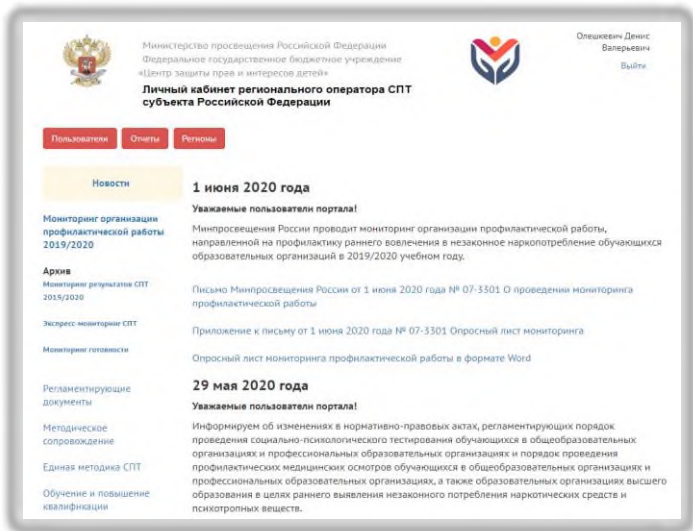 Министерство просвещения Российской Федерации
Федеральное государственное бюджетное учреждение
«Центр защиты прав и интересов детей»
Личный кабинет регионального оператора СПТ
субъекта Российской Федерации
Олешкевич Денис
Валерьевич
Выйти
Пользователи
Отчеты
Регионы
Новости
Мониторинг организации
профилактической работы
2019/2020
Архив
Мониторинг результатов СПТ
2019/2020
Экспресс-мониторинг СПТ
Мониторинг готовности
Регламентирующие
документы
Методическое
сопровождение
Единая методика СПТ
Обучение и повышение
квалификации
1 июня 2020 года
Уважаемые пользователи портала!
Минпросвещения России проводит мониторинг организации профилактической работы,
направленной на профилактику раннего вовлечения в незаконное наркопотребление обучающихся
образовательных организаций в 2019/2020 учебном году.
Письмо Минпросвещения России от 1 июня 2020 года № 07-3301 О проведении мониторинга
профилактической работы
Приложение к письму от 1 июня 2020 года № 07-3301 Опросный лист мониторинга
Опросный лист мониторинга профилактической работы в формате Word
29 мая 2020 года
Уважаемые пользователи портала!
Информируем об изменениях в нормативно-правовых актах, регламентирующих порядок
проведения социально-психологического тестирования обучающихся в общеобразовательных
организациях и профессиональных образовательных организациях и порядок проведения
профилактических медицинских осмотров обучающихся в общеобразовательных организациях и
профессиональных образовательных организациях, а также образовательных организациях высшего
образования в целях раннего выявления незаконного потребления наркотических средств и
психотропных веществ.